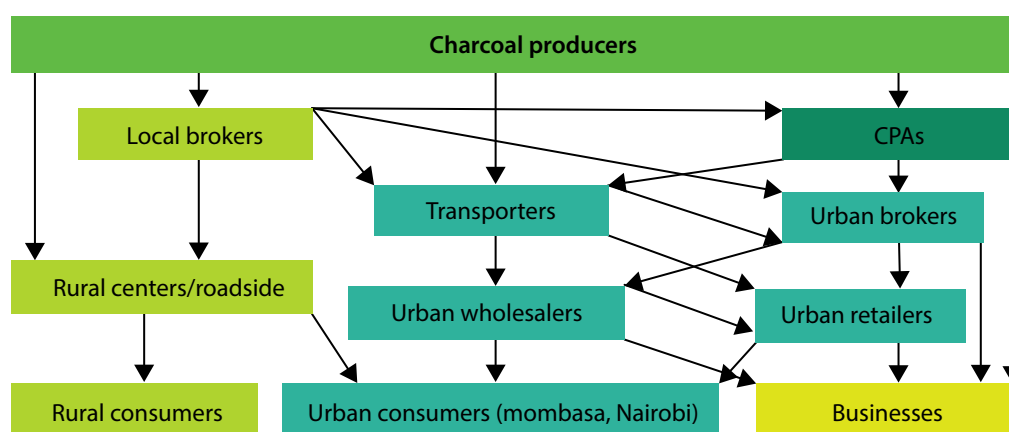 Charcoal producers
Local brokers
CPAs
Transporters
Urban brokers
Rural centers/roadside
Urban wholesalers
Urban retailers
Rural consumers
Urban consumers (mombasa, Nairobi)
Businesses